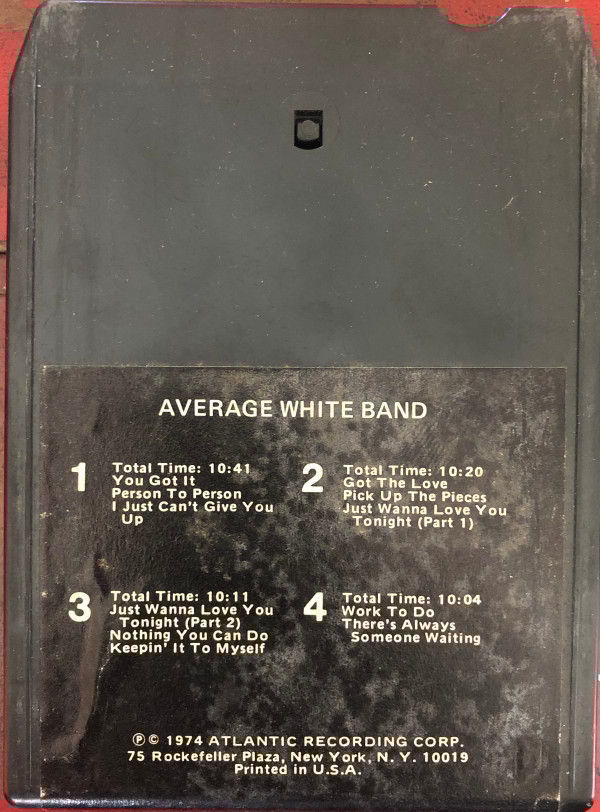 AVERAGE WHITE BAND
1
Total Time: 10:41
You Got It
Person To Person
I Just Can't Give You
Up
2
Total Time: 10:20
Got The Love
Pick Up The Pieces
Just Wanna Love You
Tonight (Part 1)
3
Total Time: 10:11
Just Wanna Love You
Tonight (Part 2)
Nothing You Can Do
Keepin' It To Myself
4
Total Time: 10:04
Work To Do
There's Always
Someone Waiting
℗ © 1974 ATLANTIC RECORDING CORP.
75 Rockefeller Plaza, New York, N. Y. 10019
Printed in U.S.A.